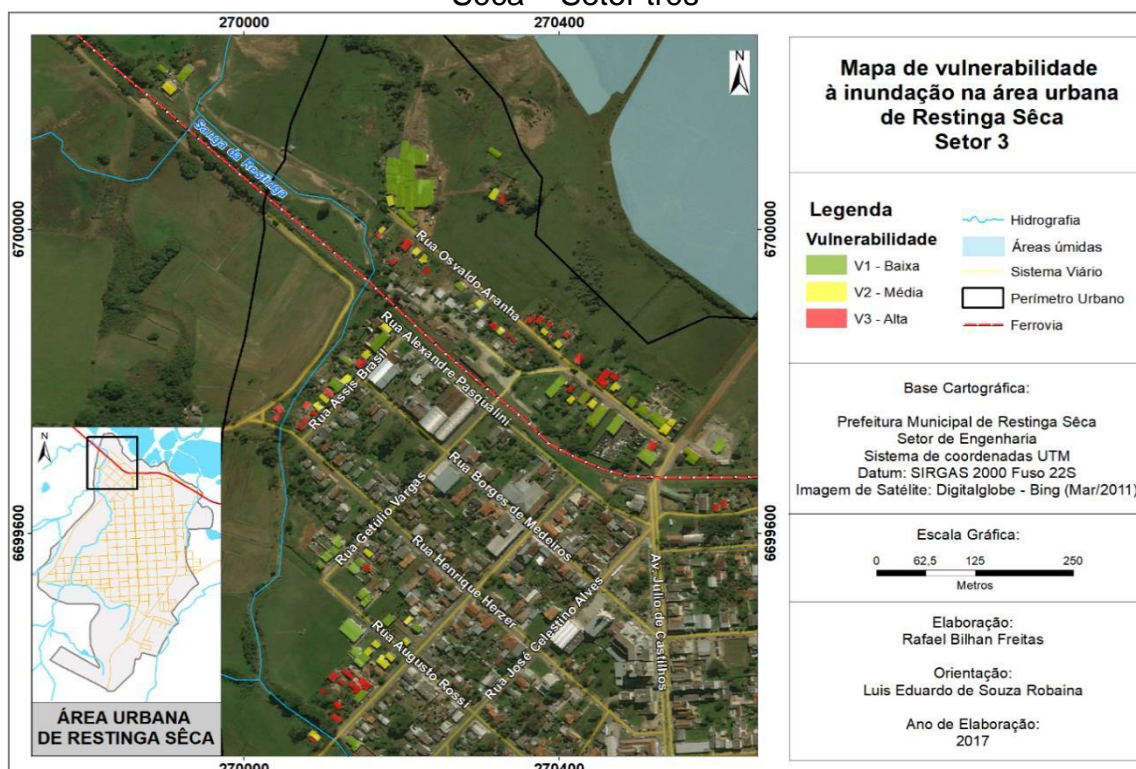 Sêca – Setor três
270000
270400
6700000
6699600
N
Sanga da Restinga
Rua Osvaldo Aranha
Rua Alexandre Pasqualini
Rua Assis Brasil
Rua Getúlio Vargas
Rua Borges de Medeiros
Rua Henrique Herzer
Rua Augusto Rossi
Rua José Celestino Alves
Av. Julio de Castilhos
N
ÁREA URBANA
DE RESTINGA SÊCA
270000
270400
6700000
6699600
Mapa de vulnerabilidade
à inundação na área urbana
de Restinga Sêca
Setor 3
Legenda
Vulnerabilidade
V1 - Baixa
V2 - Média
V3 - Alta
Hidrografia
Áreas úmidas
Sistema Viário
Perímetro Urbano
Ferrovia
Base Cartográfica:
Prefeitura Municipal de Restinga Sêca
Setor de Engenharia
Sistema de coordenadas UTM
Datum: SIRGAS 2000 Fuso 22S
Imagem de Satélite: Digitalglobe - Bing (Mar/2011)
Escala Gráfica:
0 62,5 125 250
Metros
Elaboração:
Rafael Bilhan Freitas
Orientação:
Luis Eduardo de Souza Robaina
Ano de Elaboração:
2017